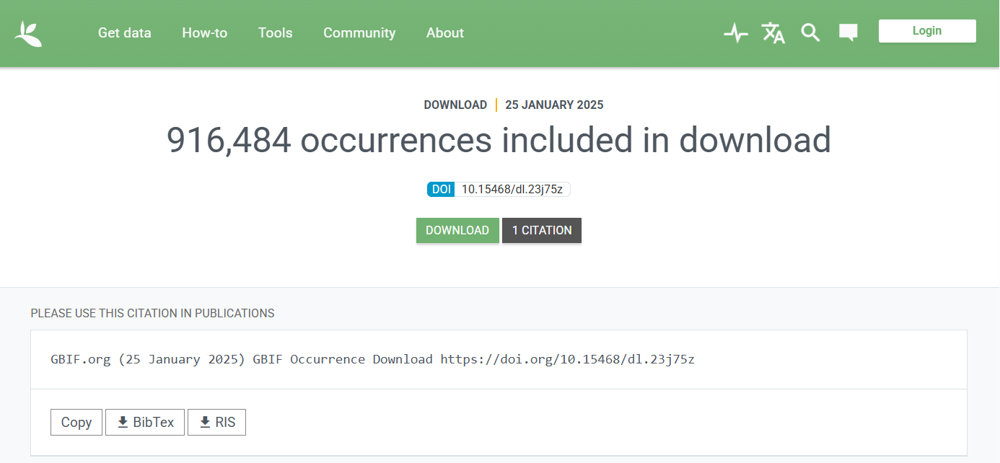 Get data How-to Tools Community About Login
DOWNLOAD 25 JANUARY 2025
916,484 occurrences included in download
DOI 10.15468/dl.23j75z
DOWNLOAD 1 CITATION
PLEASE USE THIS CITATION IN PUBLICATIONS
GBIF.org (25 January 2025) GBIF Occurrence Download https://doi.org/10.15468/dl.23j75z
Copy BibTex RIS